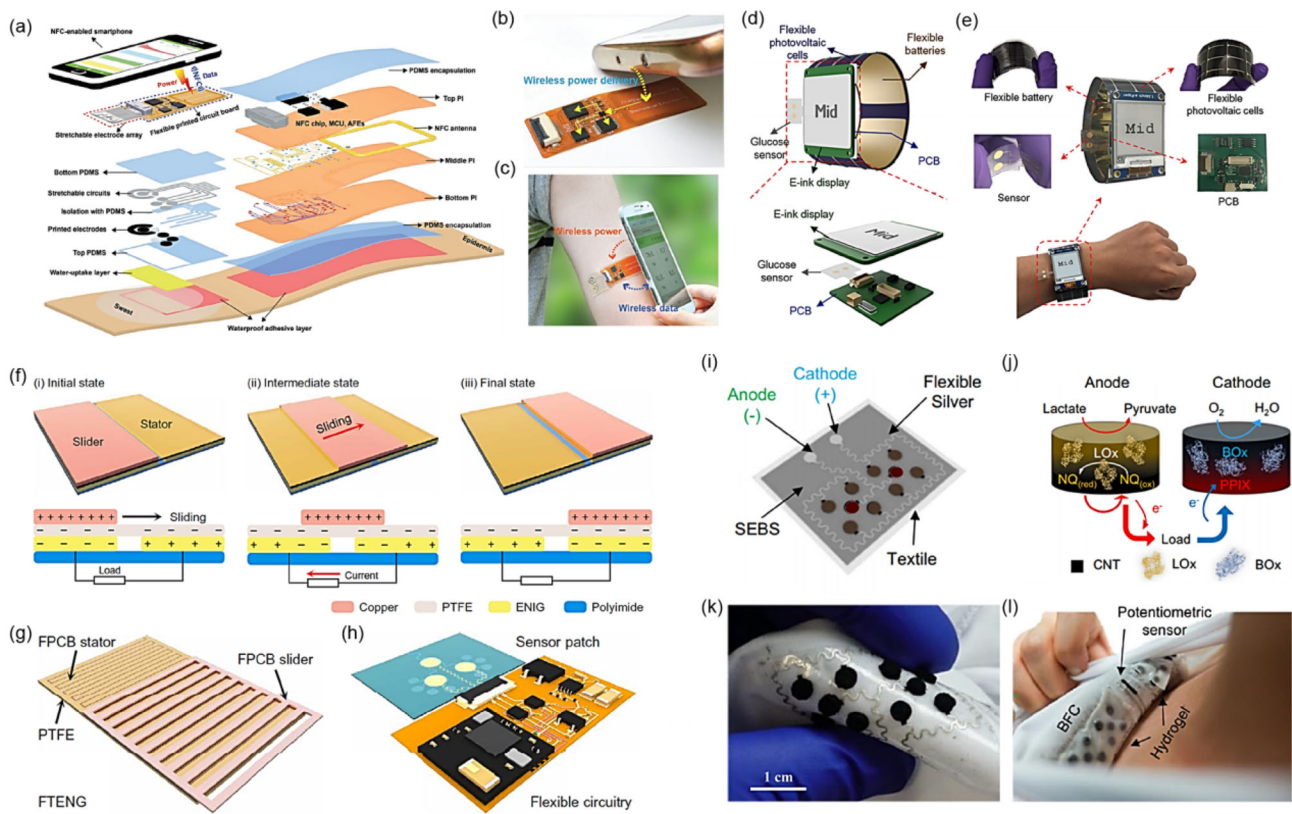 (a)
NFC-enabled smartphone
Power
@NFC
Data
Stretchable electrode array
Flexible printed circuit board
PDMS encapsulation
Top PI
NFC chip, MCU, AFEs
NFC antenna
Middle PI
Bottom PI
PDMS encapsulation
Epidermis
Bottom PDMS
Stretchable circuits
Isolation with PDMS
Printed electrodes
Top PDMS
Water-uptake layer
Sweat
Waterproof adhesive layer
(b)
Wireless power delivery
(c)
Wireless power
Wireless data
(d)
Flexible
photovoltaic
cells
Flexible
batteries
Mid
Glucose
sensor
PCB
E-ink display
E-ink display
Mid
Glucose
sensor
PCB
(e)
Flexible battery
Flexible
photovoltaic cells
Mid
Sensor
PCB
Mid
(f)
(i) Initial state
(ii) Intermediate state
(iii) Final state
Slider
Stator
Sliding
+ + + + + + + +
Sliding
+ + + + + + + +
+ + + + + + + +
− − − − − − − −
− − − − − − − −
− − − − − − − −
− − − − + + + +
+ + − − − − + +
+ + + + − − − −
Load
Current
Copper
PTFE
ENIG
Polyimide
(g)
FPCB stator
FPCB slider
PTFE
FTENG
(h)
Sensor patch
Flexible circuitry
(i)
Cathode
(+)
Anode
(-)
Flexible
Silver
SEBS
Textile
(j)
Anode
Cathode
Lactate
Pyruvate
O2
H2O
LOx
NQ(red)
NQ(ox)
BOx
PPIX
e-
e-
Load
CNT
LOx
BOx
(k)
1 cm
(l)
Potentiometric
sensor
BFC
Hydrogel